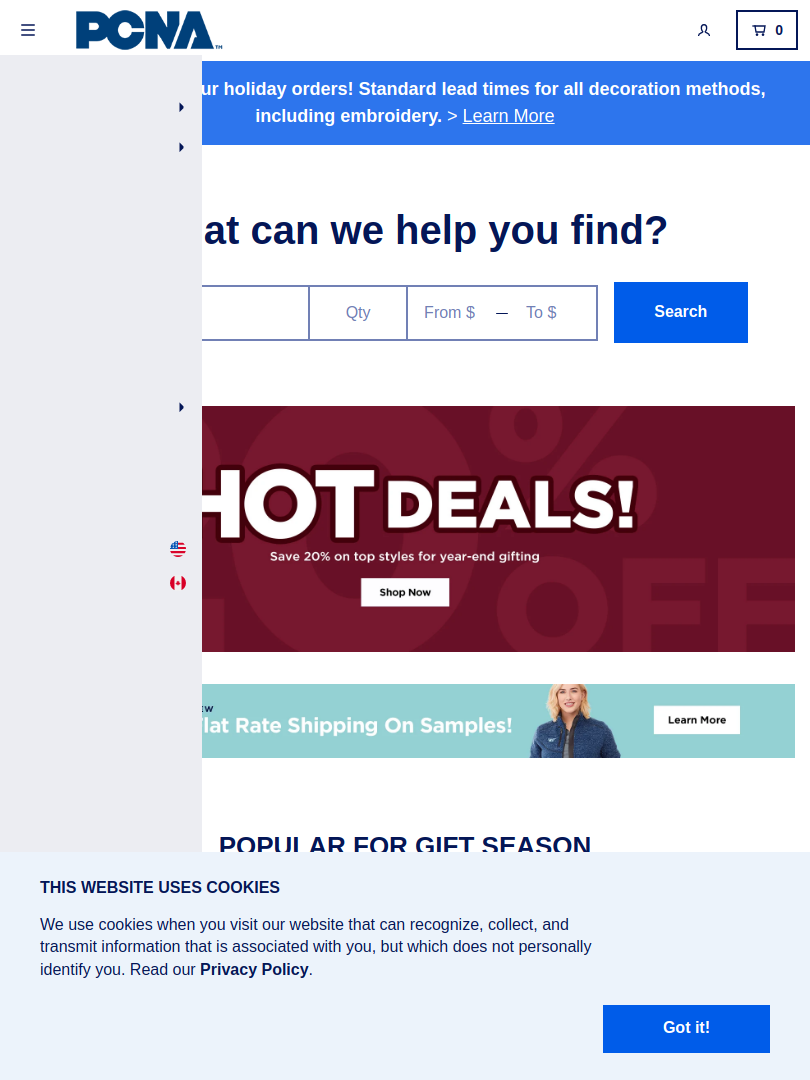 PCNA™
0
ur holiday orders! Standard lead times for all decoration methods,
including embroidery. > Learn More
at can we help you find?
Qty
From $ — To $
Search
HOT DEALS!
20% OFF
Save 20% on top styles for year-end gifting
Shop Now
EW
Flat Rate Shipping On Samples!
Learn More
POPULAR FOR GIFT SEASON
THIS WEBSITE USES COOKIES
We use cookies when you visit our website that can recognize, collect, and
transmit information that is associated with you, but which does not personally
identify you. Read our Privacy Policy.
Got it!